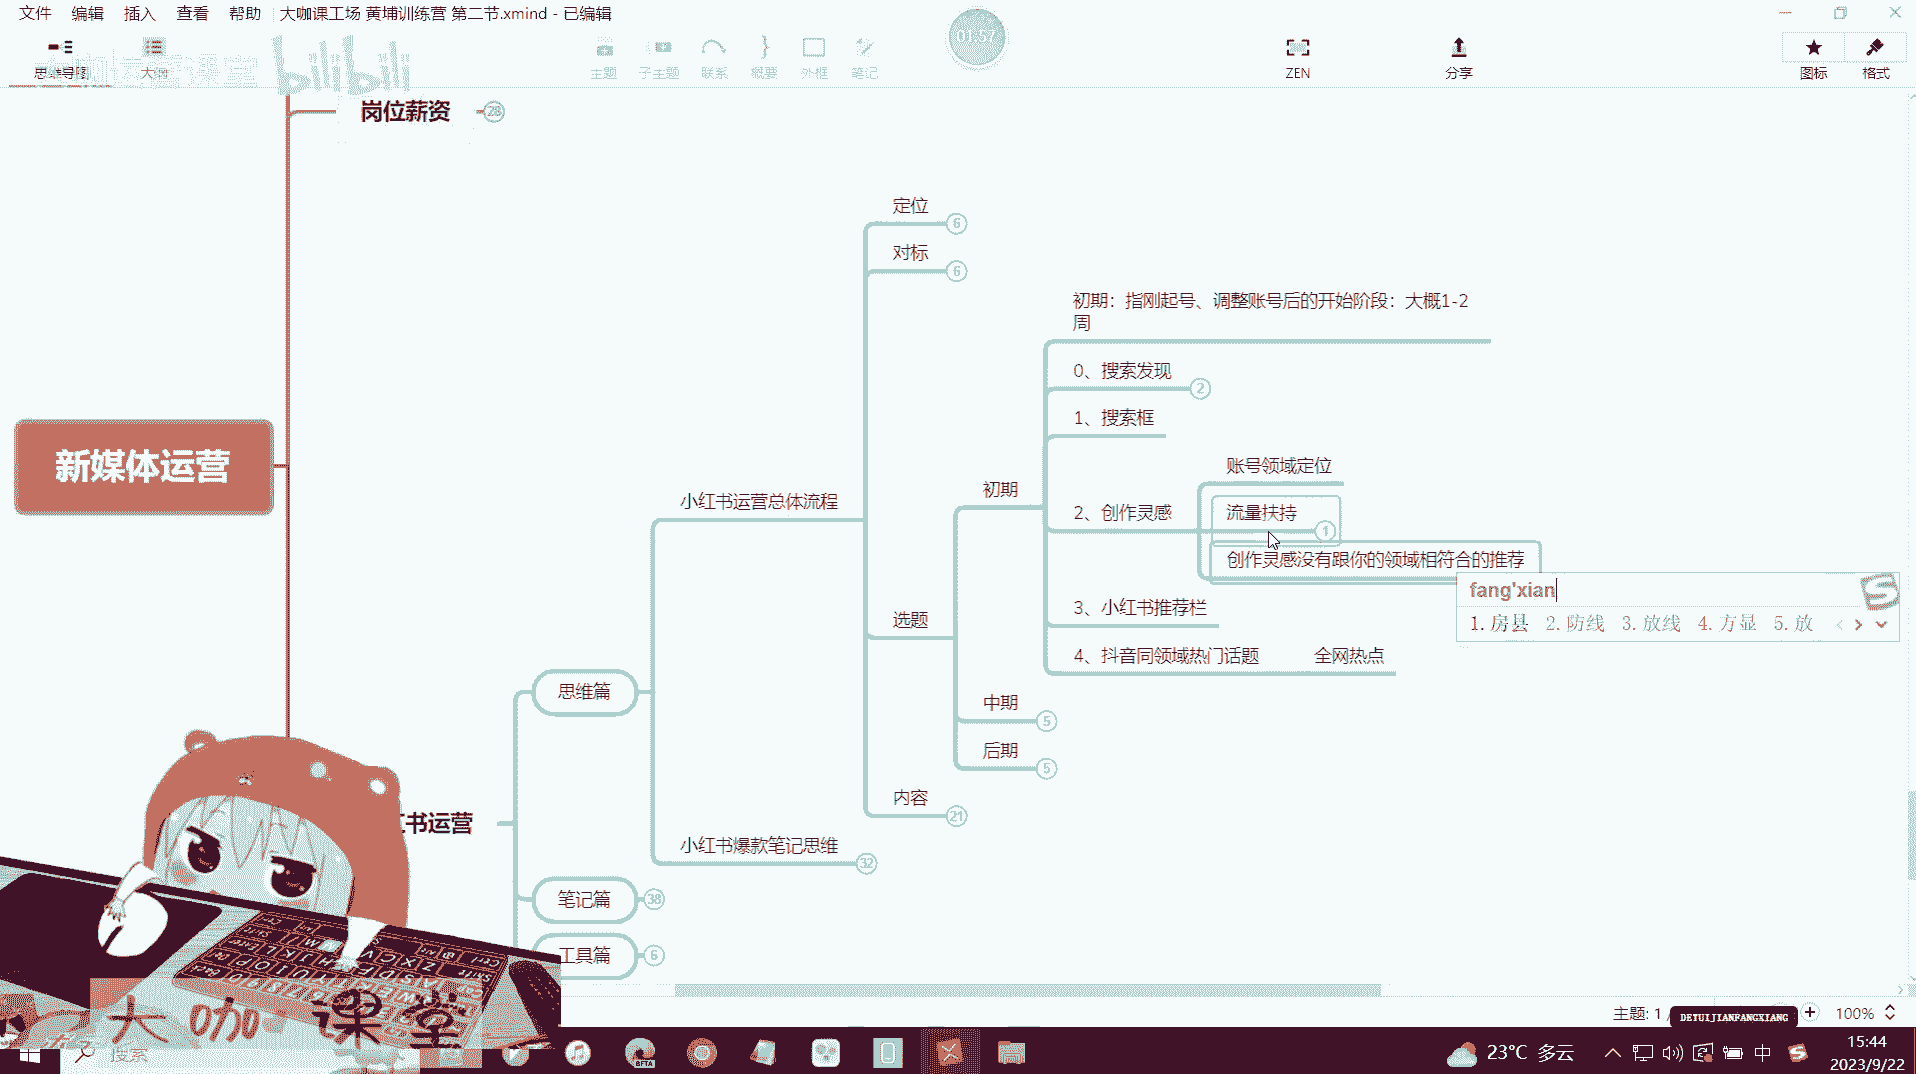 文件 编辑 插入 查看 帮助 大咖课工场 黄埔训练营 第二节.xmind - 已编辑
01:57
思维导图 大纲 主题 子主题 联系 概要 外框 笔记 ZEN 分享 图标 格式
bilibili
岗位薪资 28
定位 6
对标 6
初期：指刚起号、调整账号后的开始阶段：大概1-2
周
0、搜索发现 2
1、搜索框
账号领域定位
新媒体运营
初期
小红书运营总体流程
2、创作灵感
流量扶持 1
创作灵感没有跟你的领域相符合的推荐
fang'xian
1.房县 2.防线 3.放线 4.方显 5.放
3、小红书推荐栏
选题
4、抖音同领域热门话题 全网热点
思维篇
中期 5
后期 5
内容 21
书运营
小红书爆款笔记思维 32
笔记篇 38
工具篇 6
大咖课堂
主题: 1
DETUIJIANFANGXIANG
100%
搜索
BETA
23°C 多云
中
15:44
2023/9/22